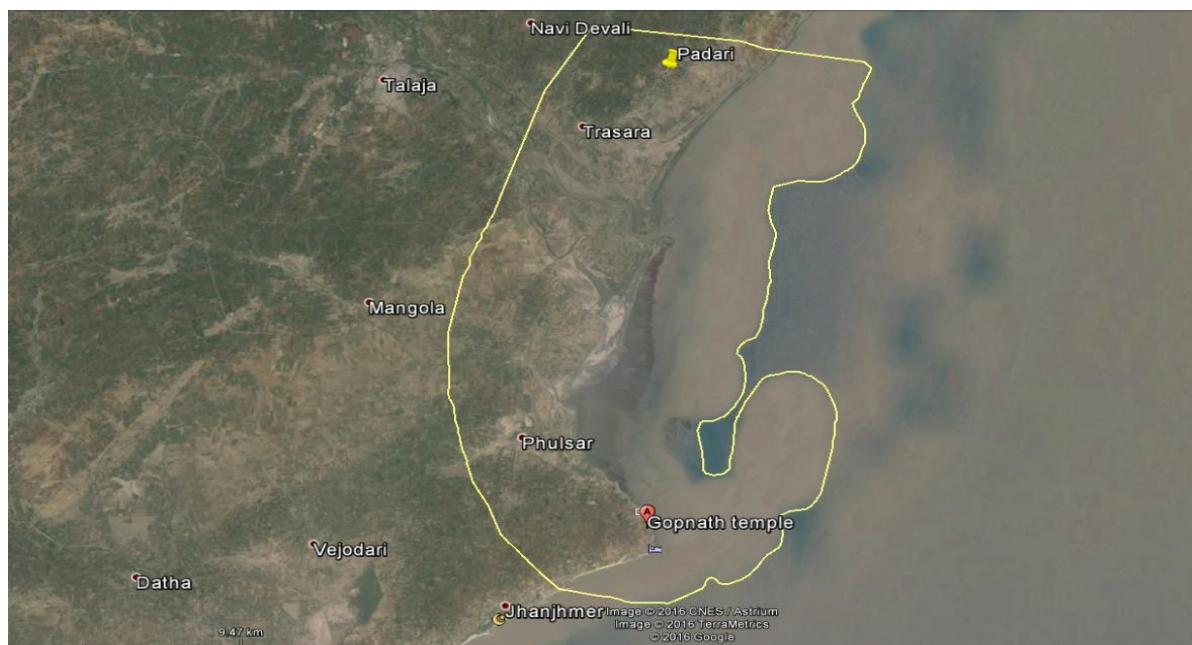 Navi Devali
Padari
Talaja
Trasara
Mangola
Phulsar
A
Gopnath temple
Vejodari
Datha
Jhanjhmer
Image © 2016 CNES / Astrium
Image © 2016 TerraMetrics
© 2016 Google
9.47 km